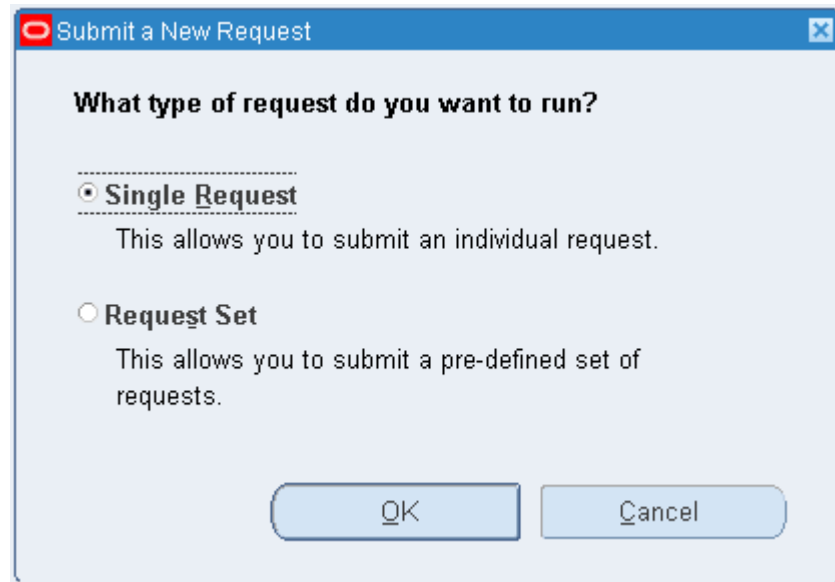 Submit a New Request
What type of request do you want to run?
Single Request
This allows you to submit an individual request.
Request Set
This allows you to submit a pre-defined set of
requests.
OK
Cancel